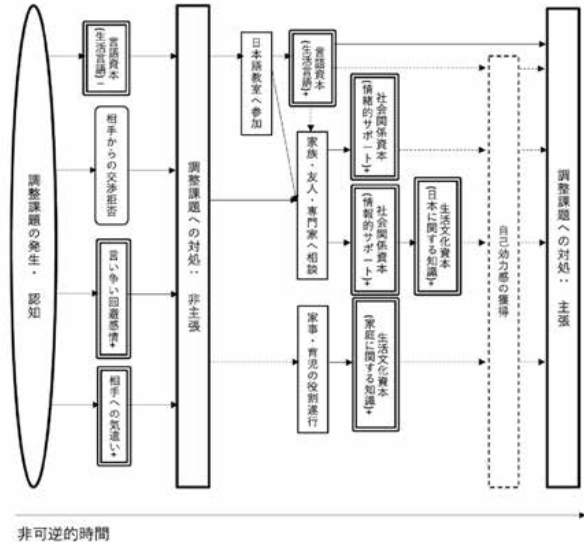 調整課題の発生・認知
言語資本
(生活言語)－
相手からの交渉拒否
言い争い回避感情+
相手への気遣い+
調整課題への対処：非主張
日本語教室へ参加
言語資本
(生活言語)+
家族・友人・専門家へ相談
家事・育児の役割遂行
社会関係資本
(情緒的サポート)+
社会関係資本
(情報的サポート)+
生活文化資本
(家庭に関する知識)+
生活文化資本
(日本に関する知識)+
自己効力感の獲得
調整課題への対処：主張
非可逆的時間